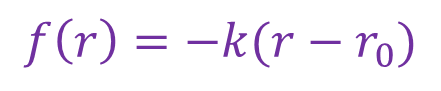 f(r) = −k(r − r₀)